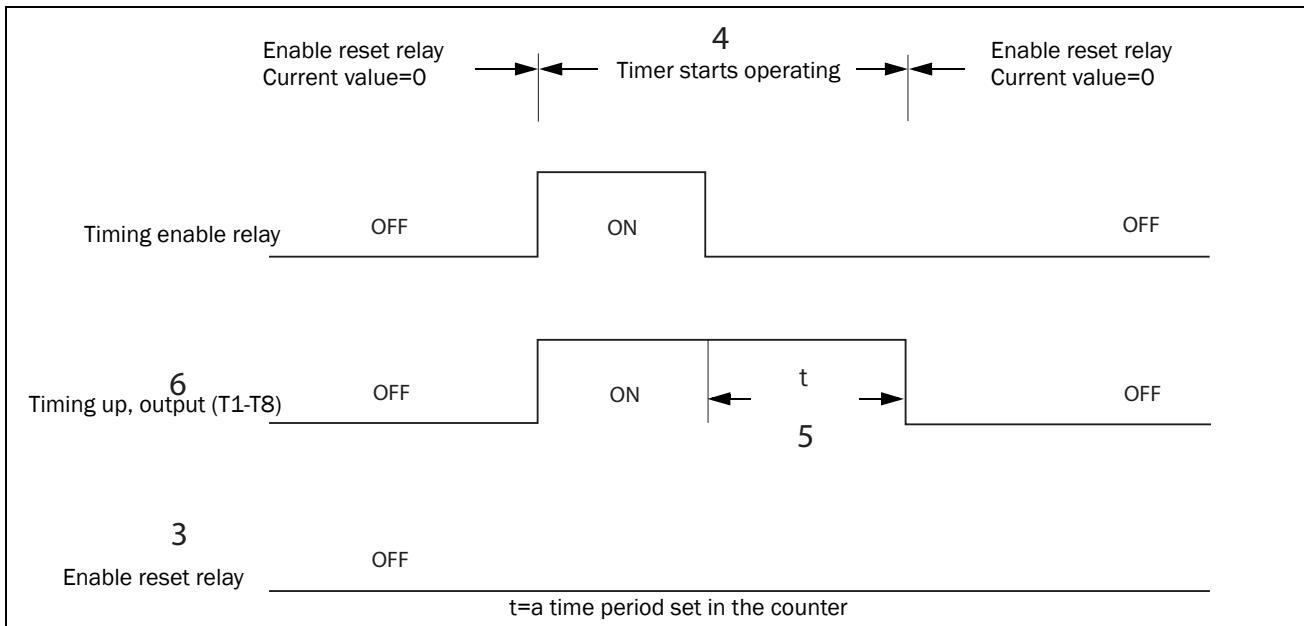 4
Enable reset relay
Current value=0
Timer starts operating
Enable reset relay
Current value=0
Timing enable relay
OFF
ON
OFF
6
Timing up, output (T1-T8)
OFF
ON
t
5
OFF
3
Enable reset relay
OFF
t=a time period set in the counter